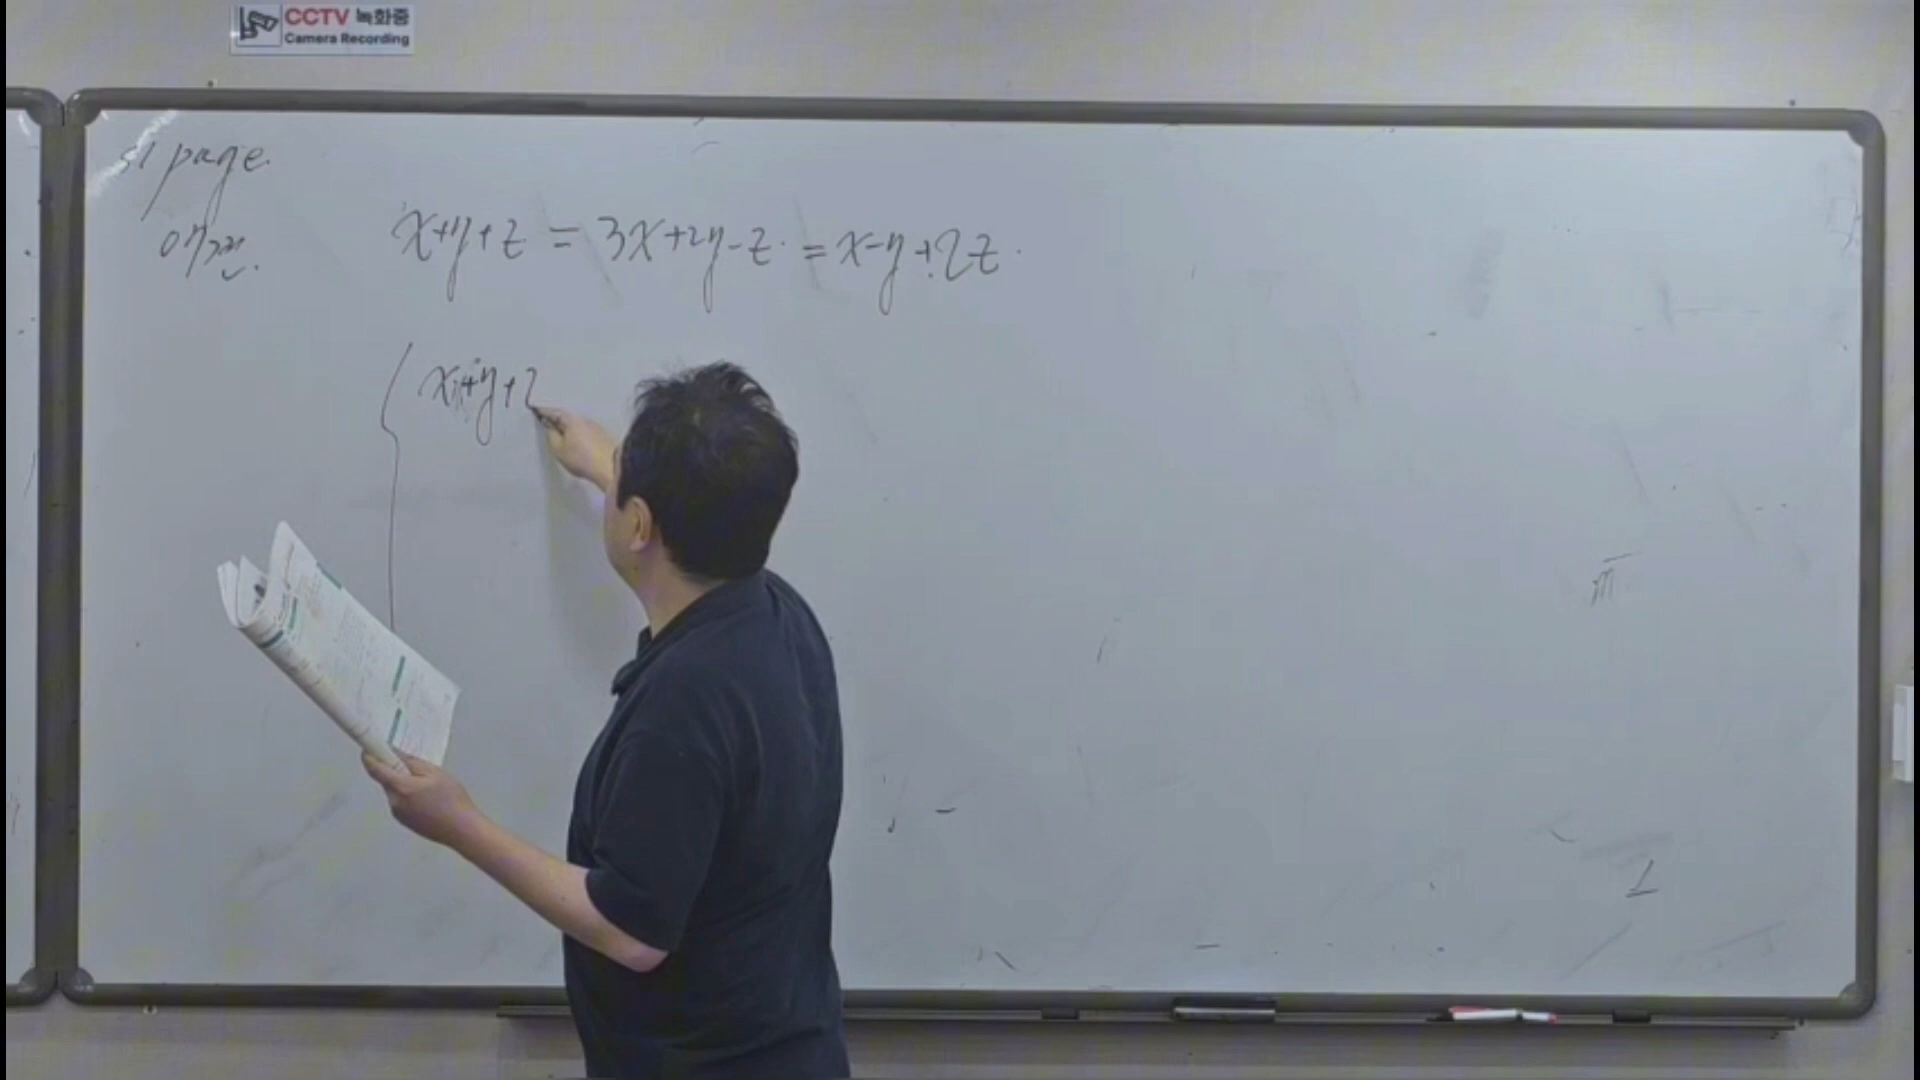 CCTV 녹화중
Camera Recording
51 page.
x+y+z = 3x+2y-z = x-y+2z
x+y+z